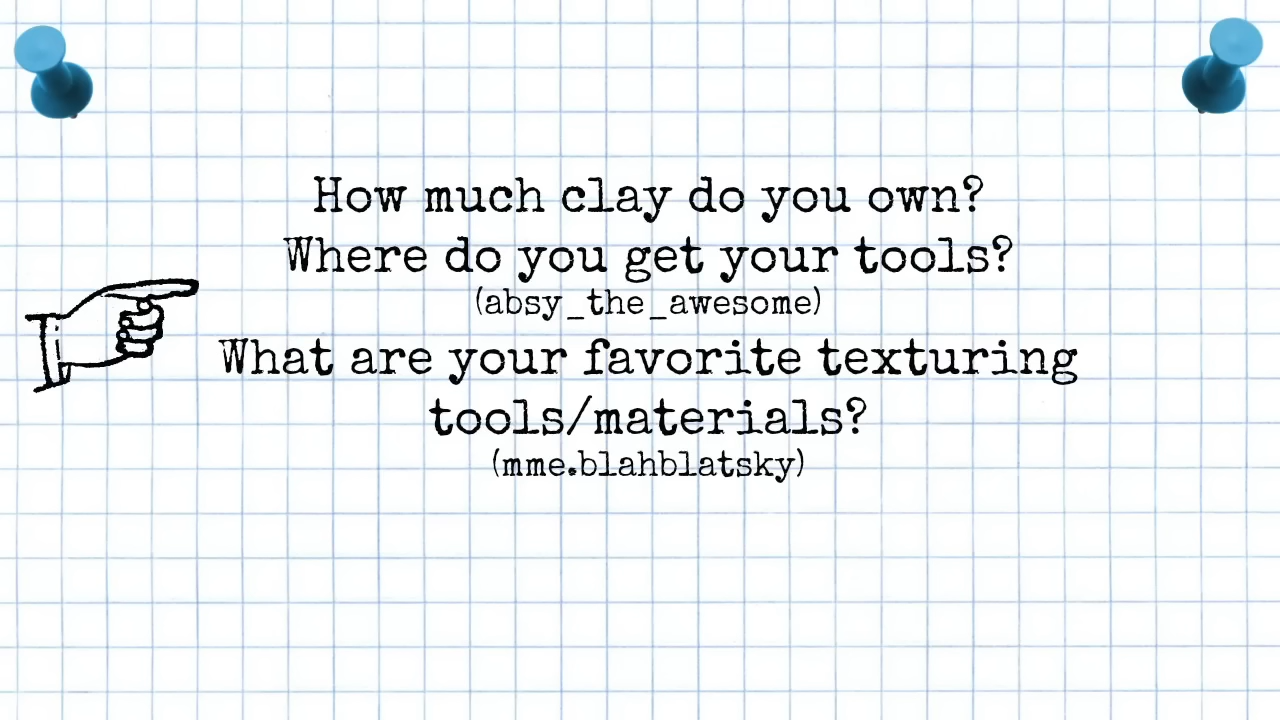 How much clay do you own?
Where do you get your tools?
(absy_the_awesome)
What are your favorite texturing
tools/materials?
(mme.blahblatsky)